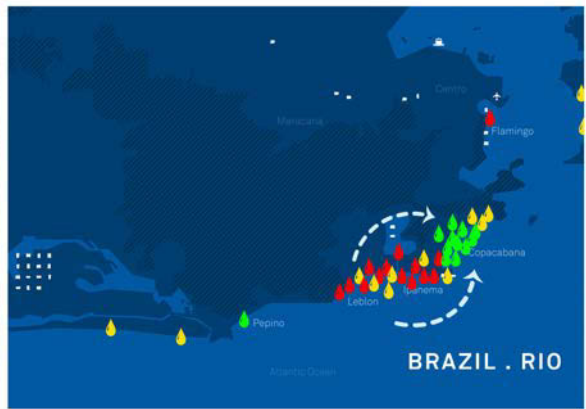 Centro
Maracana
Flamingo
Copacabana
Ipanema
Leblon
Pepino
BRAZIL . RIO
Atlantic Ocean